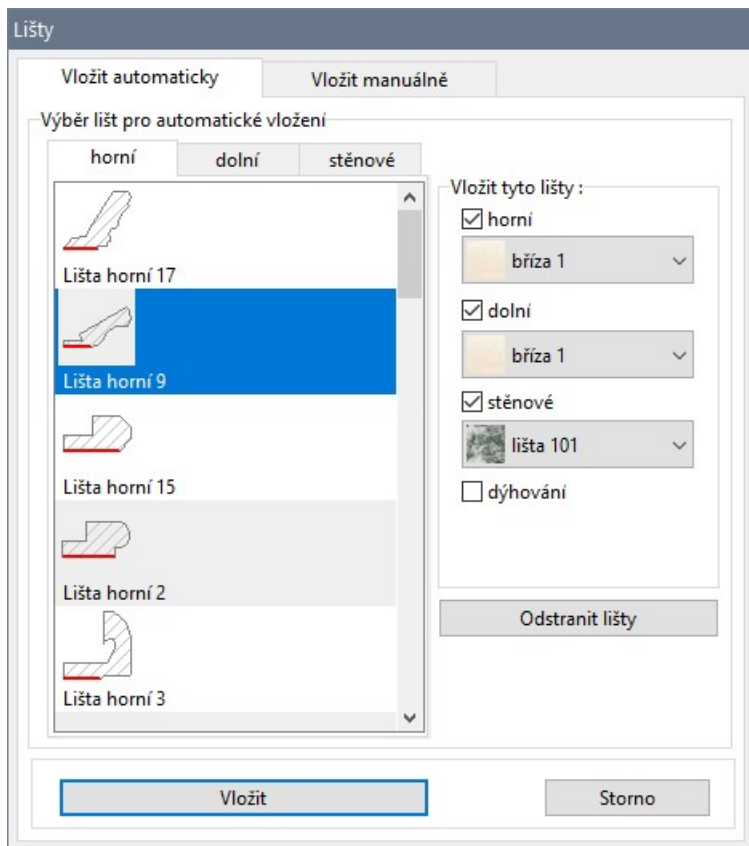 Lišty
Vložit automaticky
Vložit manuálně
Výběr lišt pro automatické vložení
horní
dolní
stěnové
Lišta horní 17
Lišta horní 9
Lišta horní 15
Lišta horní 2
Lišta horní 3
Vložit tyto lišty :
horní
bříza 1
dolní
bříza 1
stěnové
lišta 101
dýhování
Odstranit lišty
Vložit
Storno